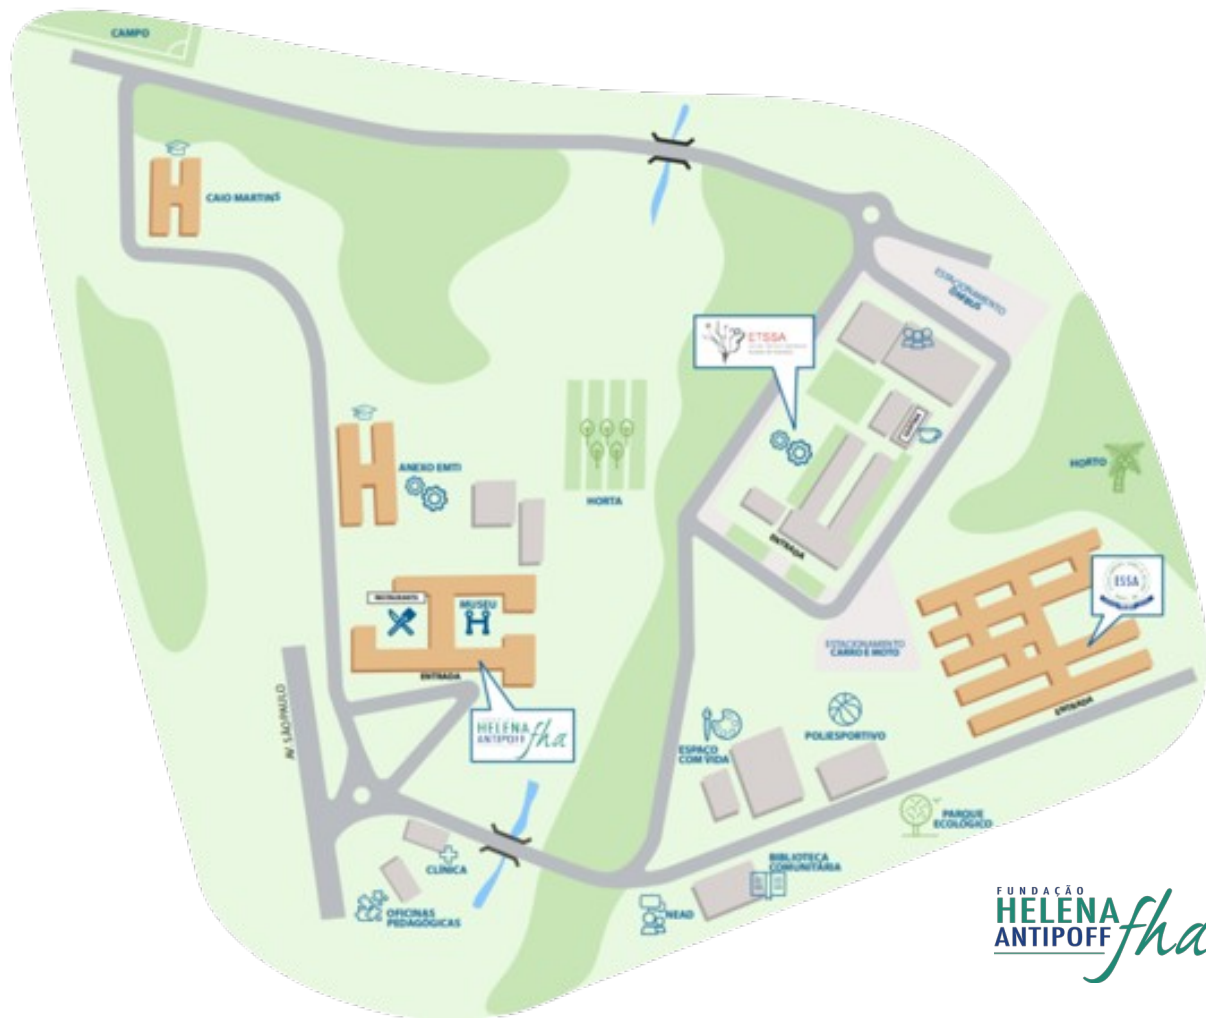 CAMPO
CAIO MARTINS
ESTACIONAMENTO
ÔNIBUS
ETSSA
HORTO
ANEXO EMTI
HORTA
ENTRADA
ESSA
RESTAURANTE
MUSEU
ENTRADA
ESTACIONAMENTO
CARRO E MOTO
ENTRADA
AV. SÃO PAULO
HELENA
ANTIPOFF
fha
POLIESPORTIVO
ESPAÇO
COM VIDA
PARQUE
ECOLÓGICO
BIBLIOTECA
COMUNITÁRIA
CLÍNICA
OFICINAS
PEDAGÓGICAS
NEAD
FUNDAÇÃO
HELENA
ANTIPOFF
fha